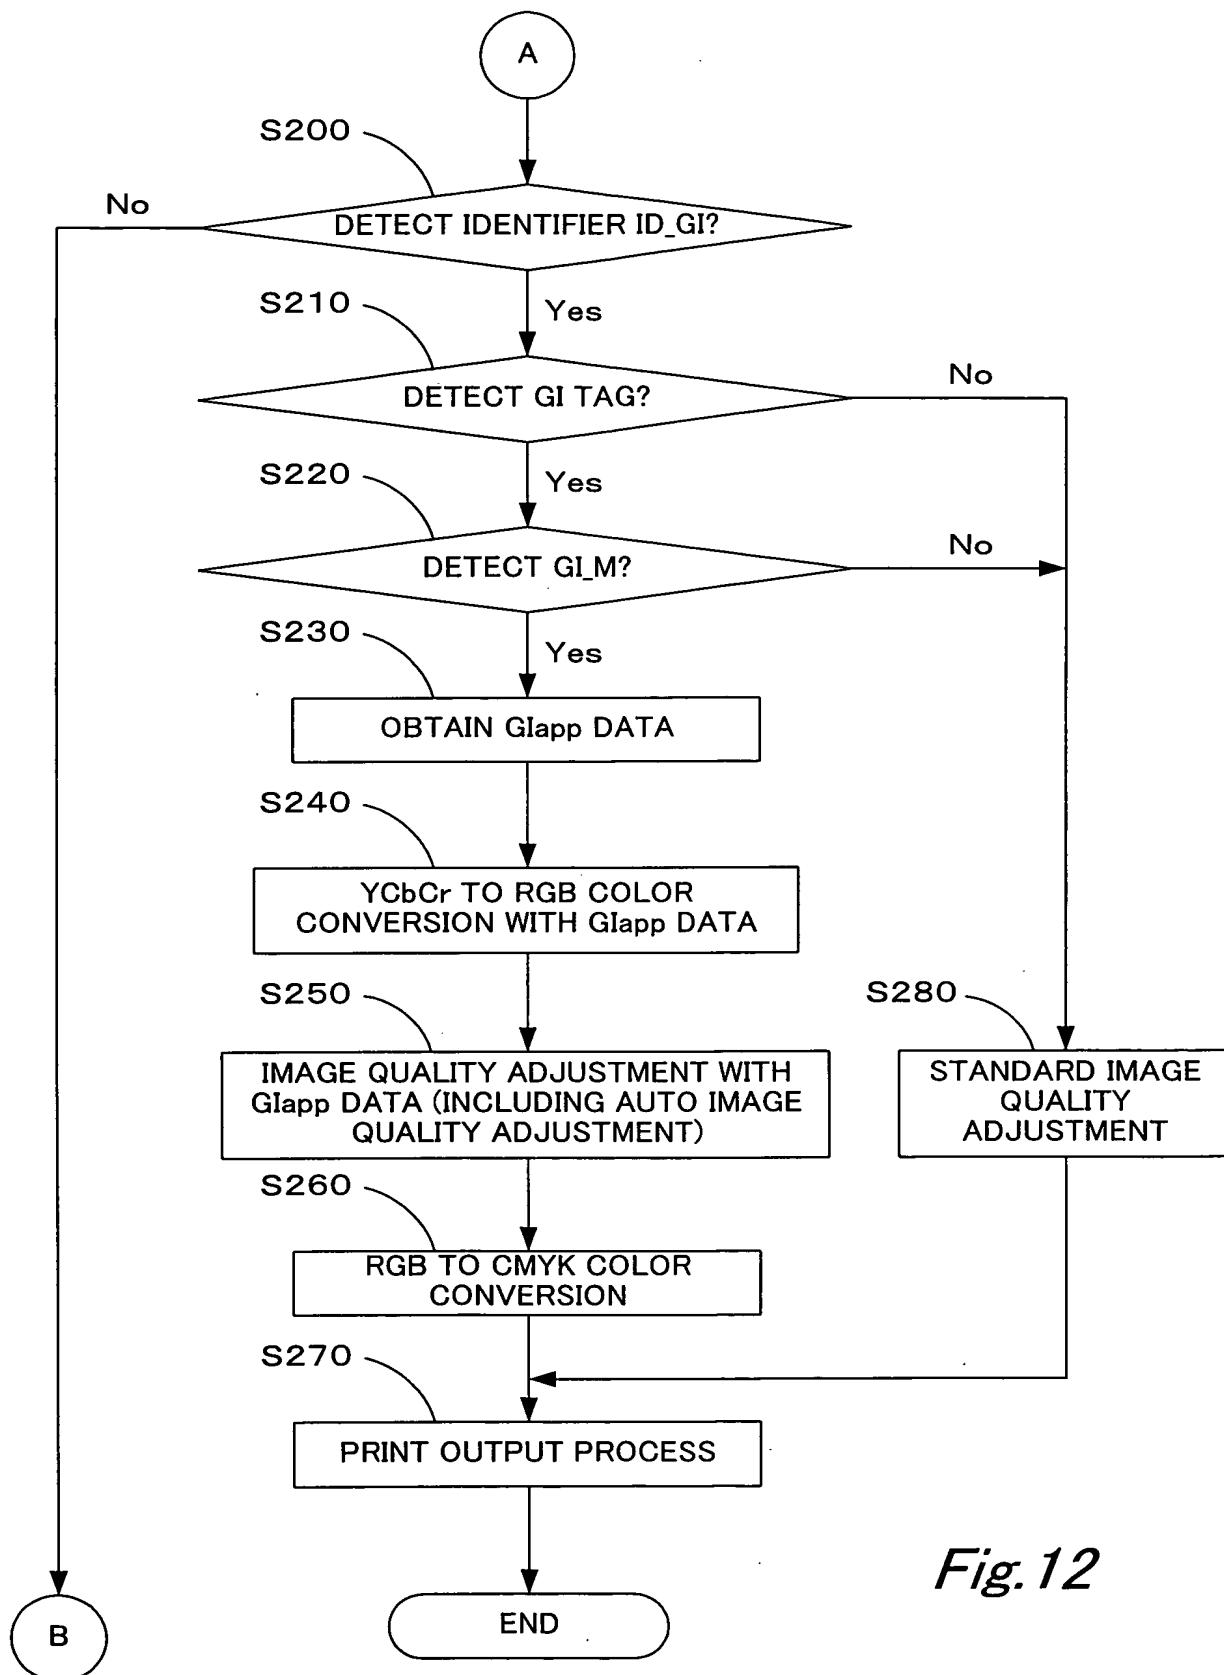 A
S200
No
DETECT IDENTIFIER ID_GI?
S210
Yes
No
DETECT GI TAG?
S220
Yes
No
DETECT GI_M?
S230
Yes
OBTAIN GIapp DATA
S240
YCbCr TO RGB COLOR
CONVERSION WITH GIapp DATA
S250
S280
IMAGE QUALITY ADJUSTMENT WITH
GIapp DATA (INCLUDING AUTO IMAGE
QUALITY ADJUSTMENT)
STANDARD IMAGE
QUALITY
ADJUSTMENT
S260
RGB TO CMYK COLOR
CONVERSION
S270
PRINT OUTPUT PROCESS
Fig.12
END
B